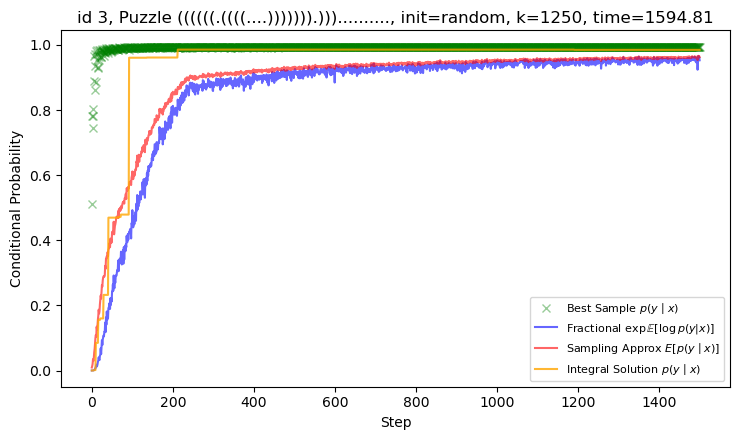 id 3, Puzzle ((((((.((((....))))))).))).........., init=random, k=1250, time=1594.81
Conditional Probability
1.0
0.8
0.6
0.4
0.2
0.0
0
200
400
600
800
1000
1200
1400
Step
Best Sample p(y | x)
Fractional exp 𝔼[log p(y|x)]
Sampling Approx E[p(y | x)]
Integral Solution p(y | x)